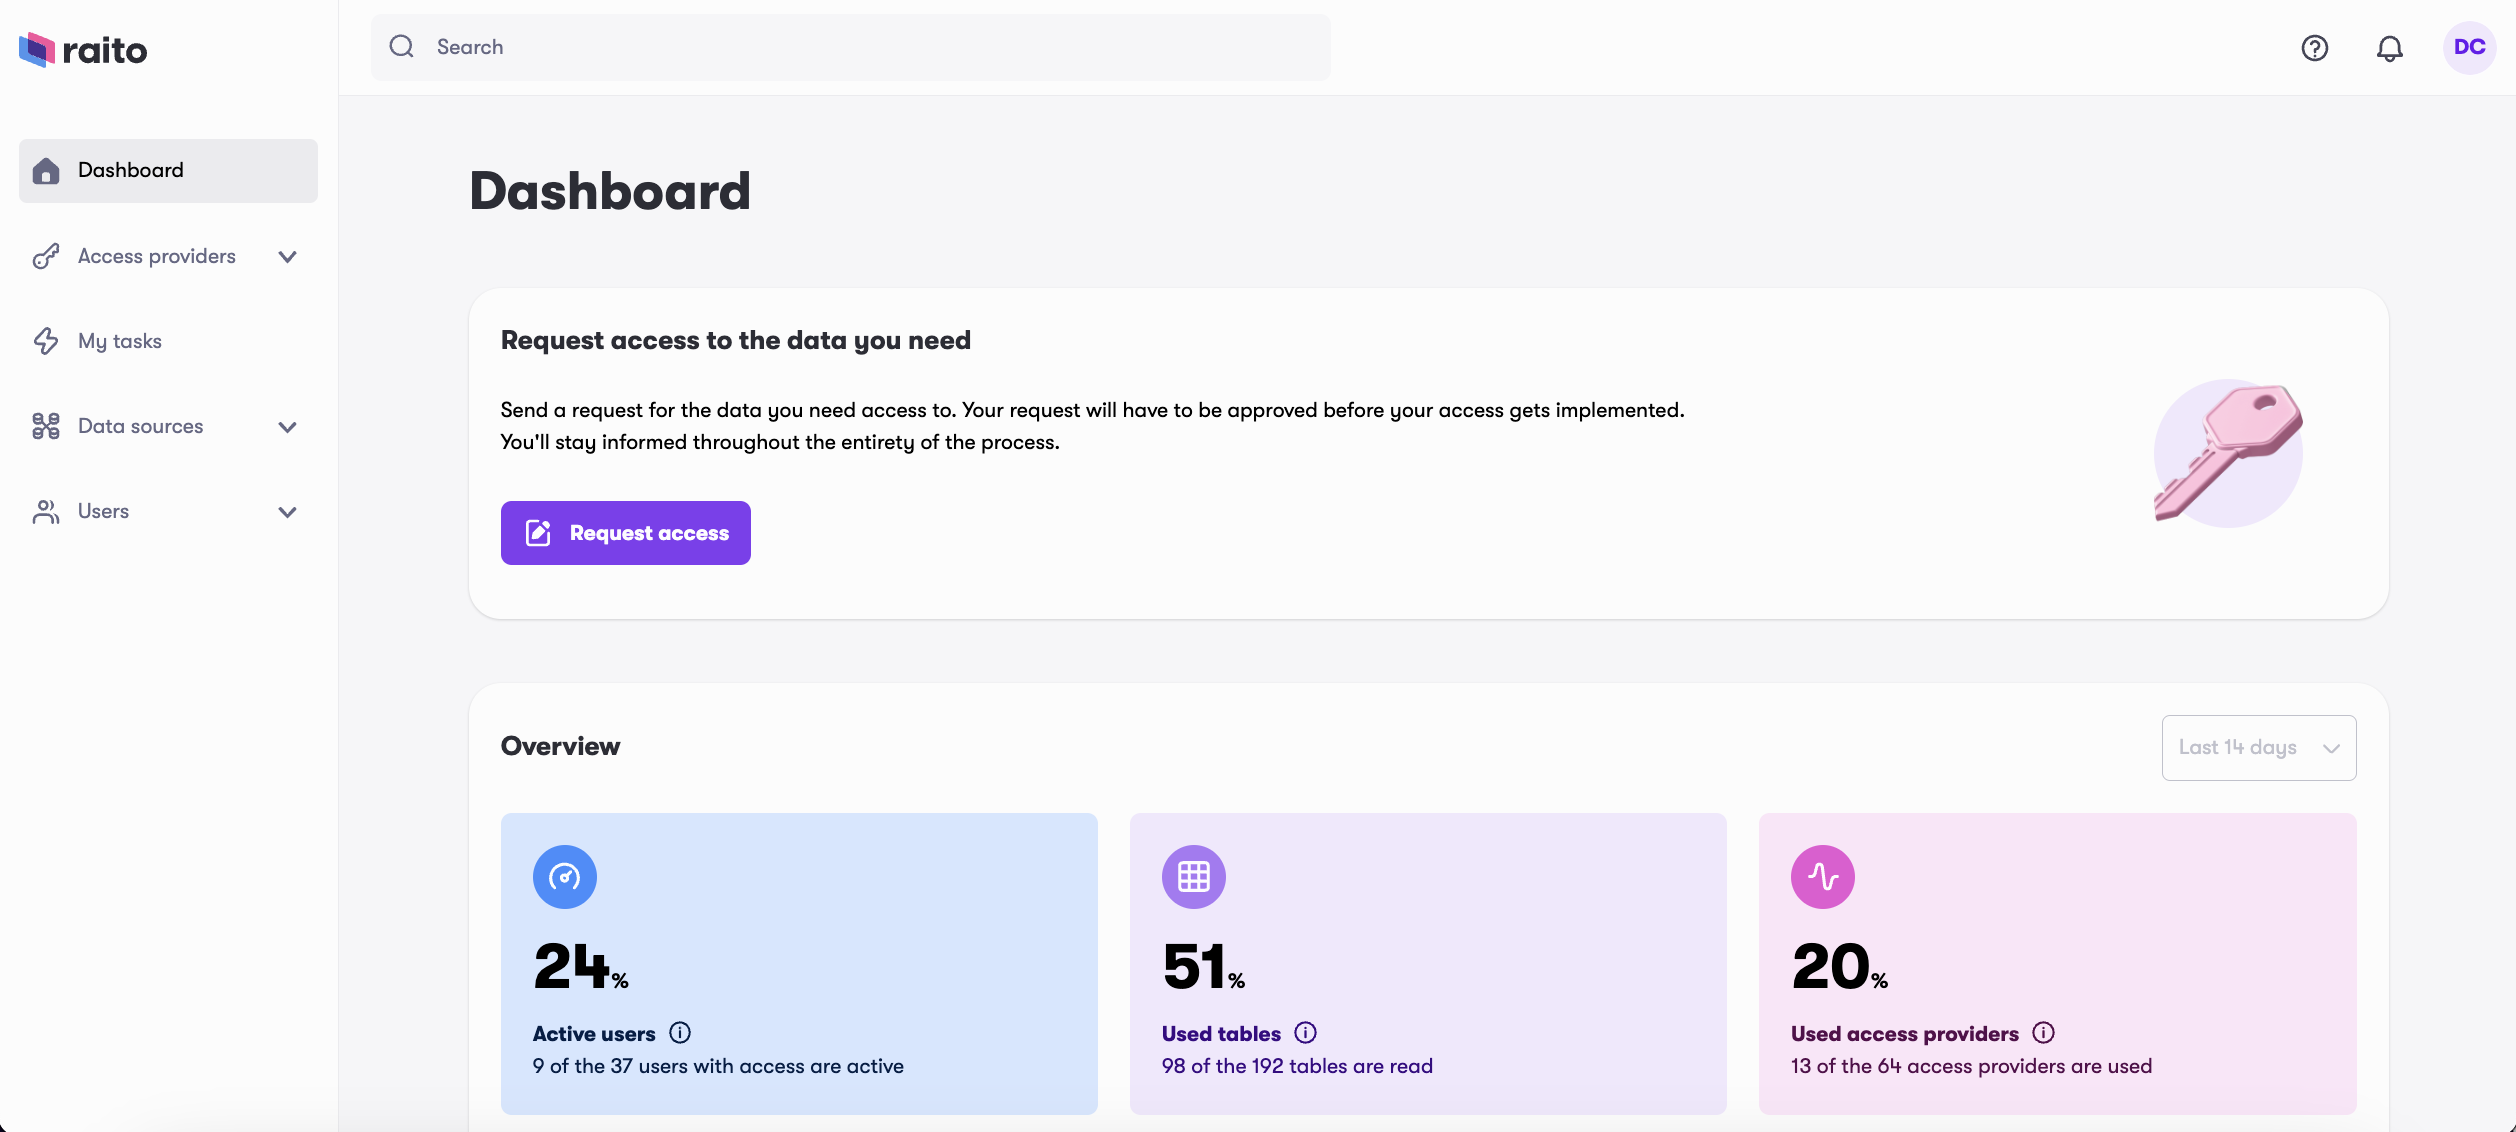 raito
Search
DC
Dashboard
Access providers
My tasks
Data sources
Users
Dashboard
Request access to the data you need
Send a request for the data you need access to. Your request will have to be approved before your access gets implemented.
You'll stay informed throughout the entirety of the process.
Request access
Overview
Last 14 days
24%
Active users
9 of the 37 users with access are active
51%
Used tables
98 of the 192 tables are read
20%
Used access providers
13 of the 64 access providers are used